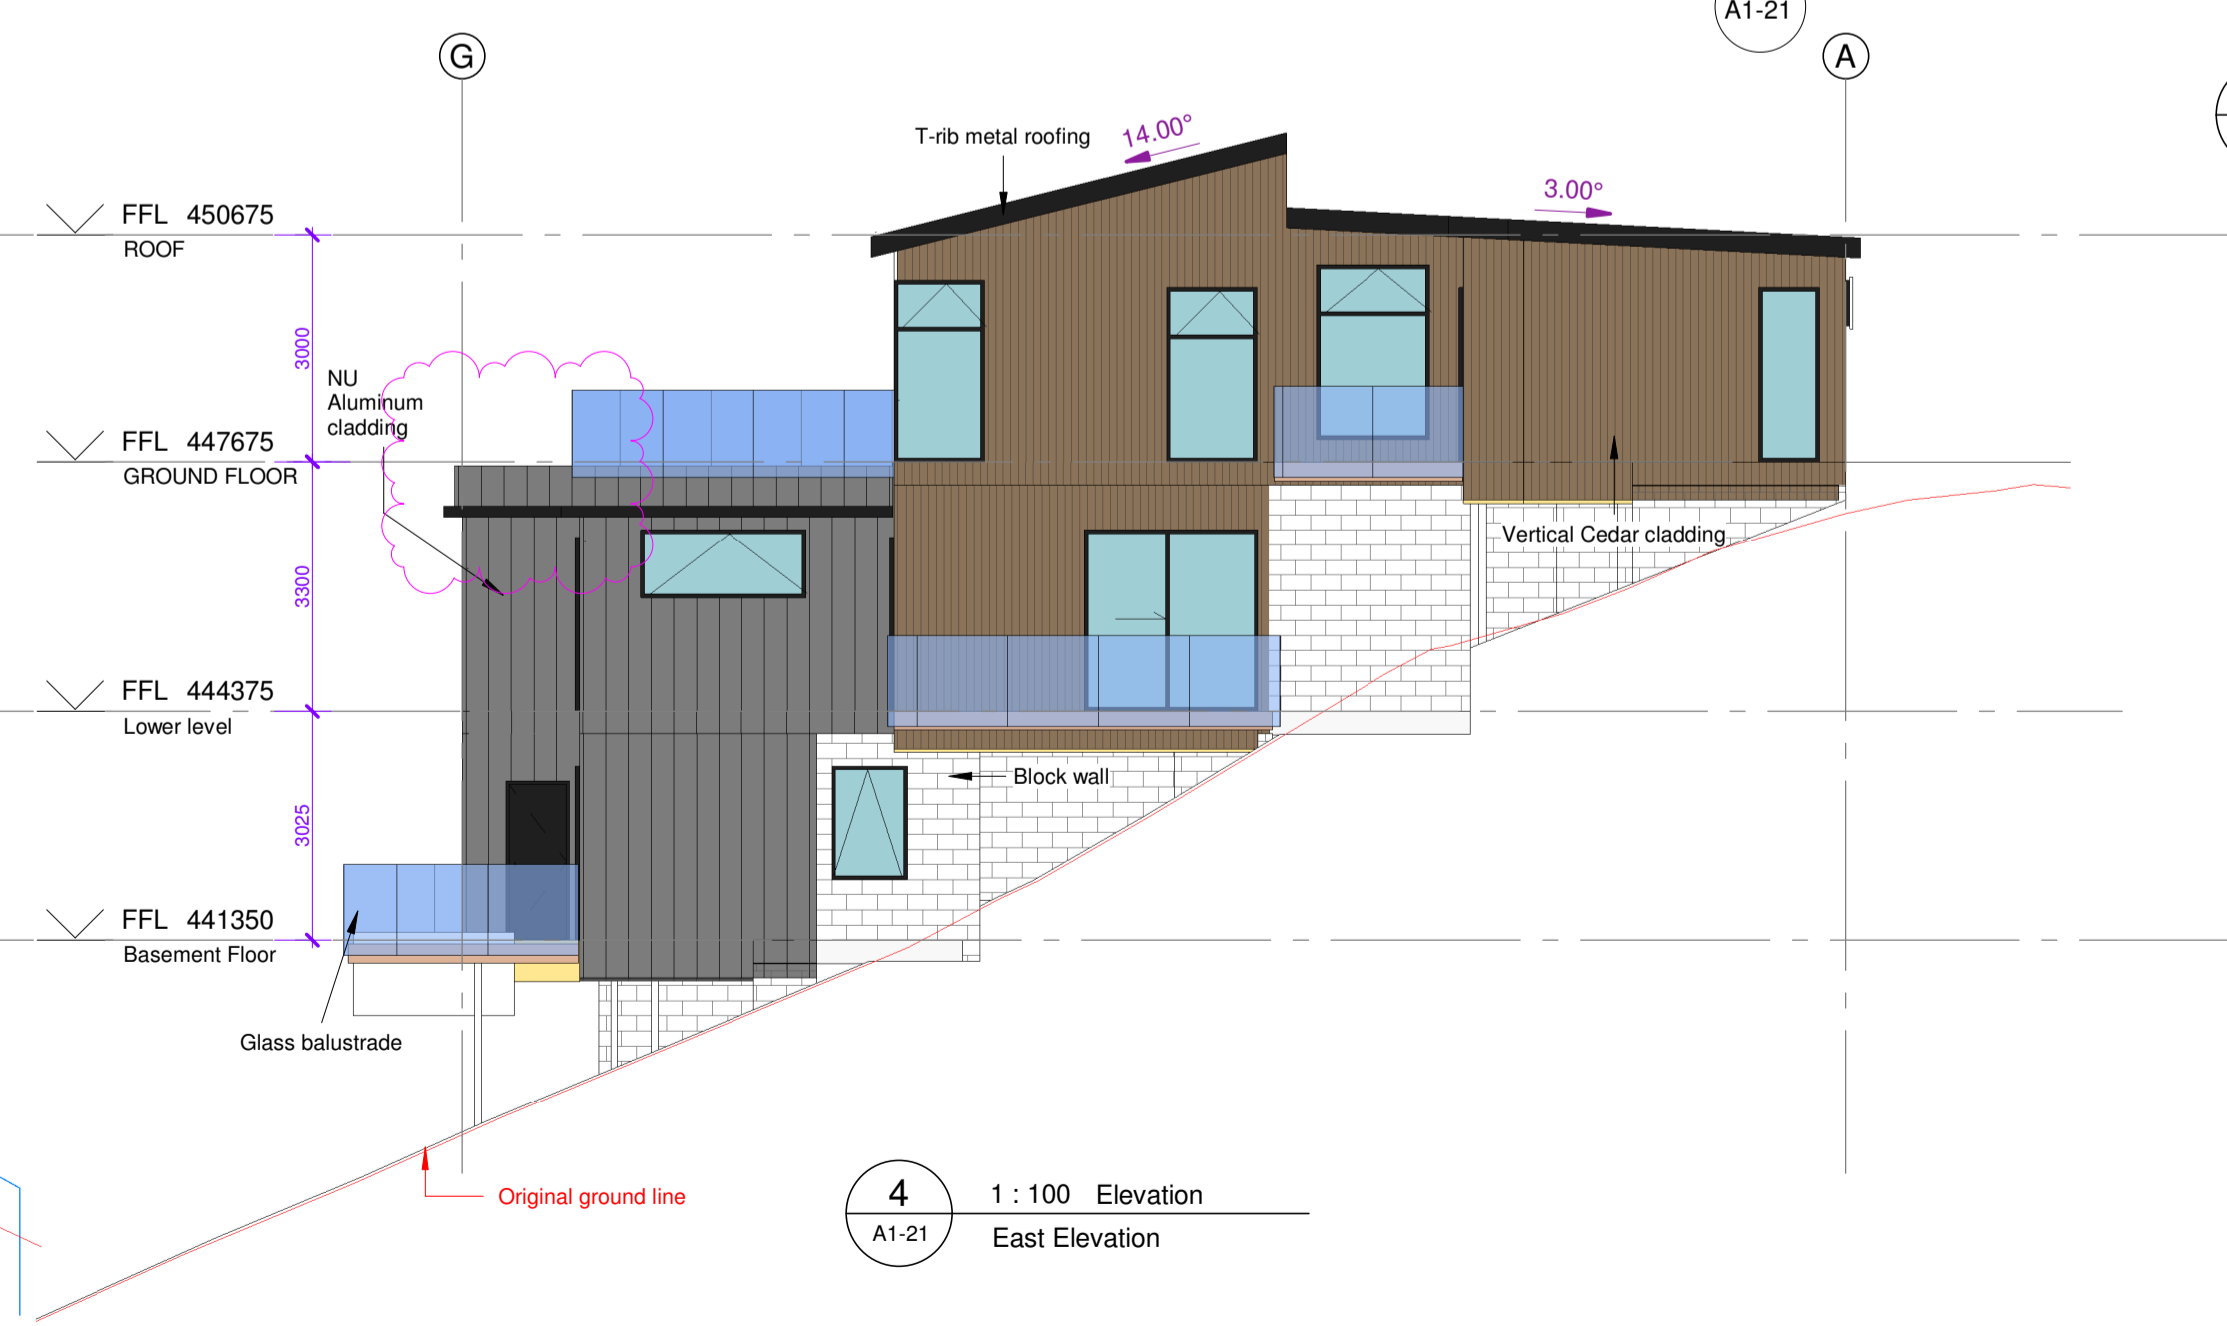 A1-21
G
A
T-rib metal roofing
14.00°
3.00°
FFL 450675
ROOF
3000
NU
Aluminum
cladding
FFL 447675
GROUND FLOOR
Vertical Cedar cladding
3300
FFL 444375
Lower level
Block wall
3025
FFL 441350
Basement Floor
Glass balustrade
Original ground line
4
A1-21
1 : 100 Elevation
East Elevation